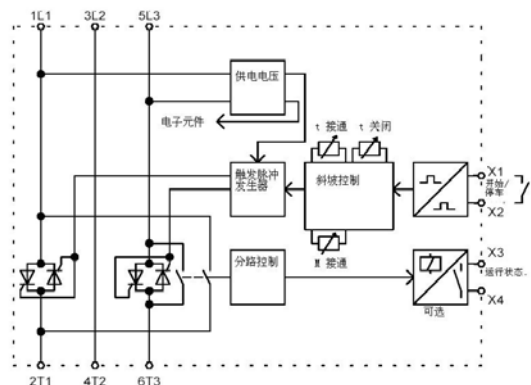 1L1 3L2 5L3
供电电压
电子元件
t 接通 t 关闭
触发脉冲
发生器
斜坡控制
X1
开始/
停车
X2
M 接通
分路控制
X3
运行状态.
X4
可选
2T1 4T2 6T3